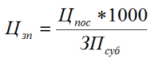 Ц_зп = Ц_пос * 1000 / ЗП_суб